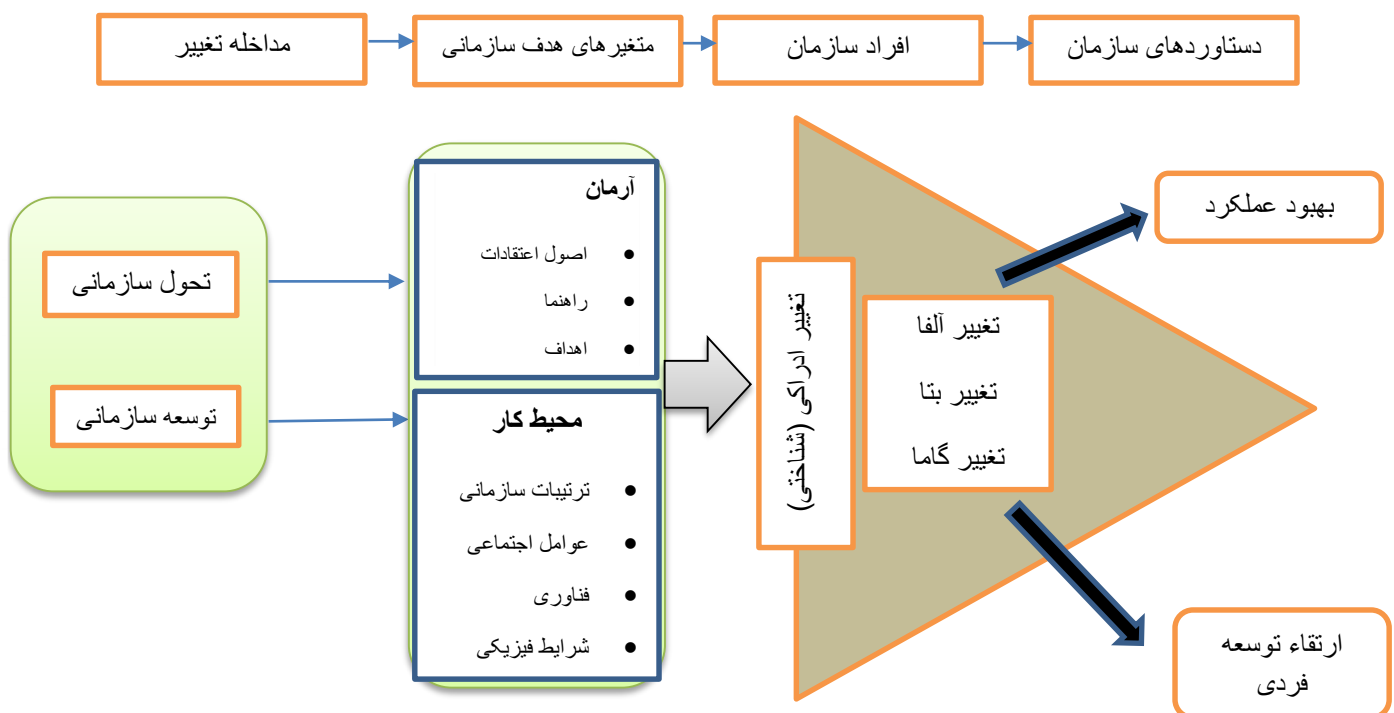 مداخله تغییر
متغیرهای هدف سازمانی
افراد سازمان
دستاوردهای سازمان
تحول سازمانی
توسعه سازمانی
آرمان
اصول اعتقادات
راهنما
اهداف
محیط کار
ترتیبات سازمانی
عوامل اجتماعی
فناوری
شرایط فیزیکی
تغییر ادراکی (شناختی)
تغییر آلفا
تغییر بتا
تغییر گاما
بهبود عملکرد
ارتقاء توسعه
فردی